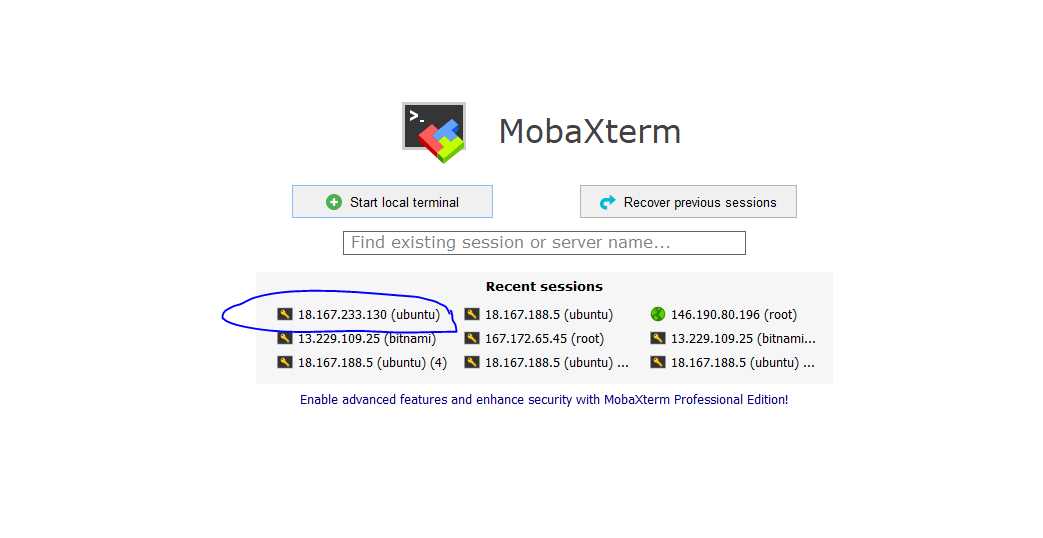 >_
MobaXterm
Start local terminal Recover previous sessions
Find existing session or server name...
Recent sessions
18.167.233.130 (ubuntu) 18.167.188.5 (ubuntu) 146.190.80.196 (root)
13.229.109.25 (bitnami) 167.172.65.45 (root) 13.229.109.25 (bitnami...
18.167.188.5 (ubuntu) (4) 18.167.188.5 (ubuntu) ... 18.167.188.5 (ubuntu) ...
Enable advanced features and enhance security with MobaXterm Professional Edition!